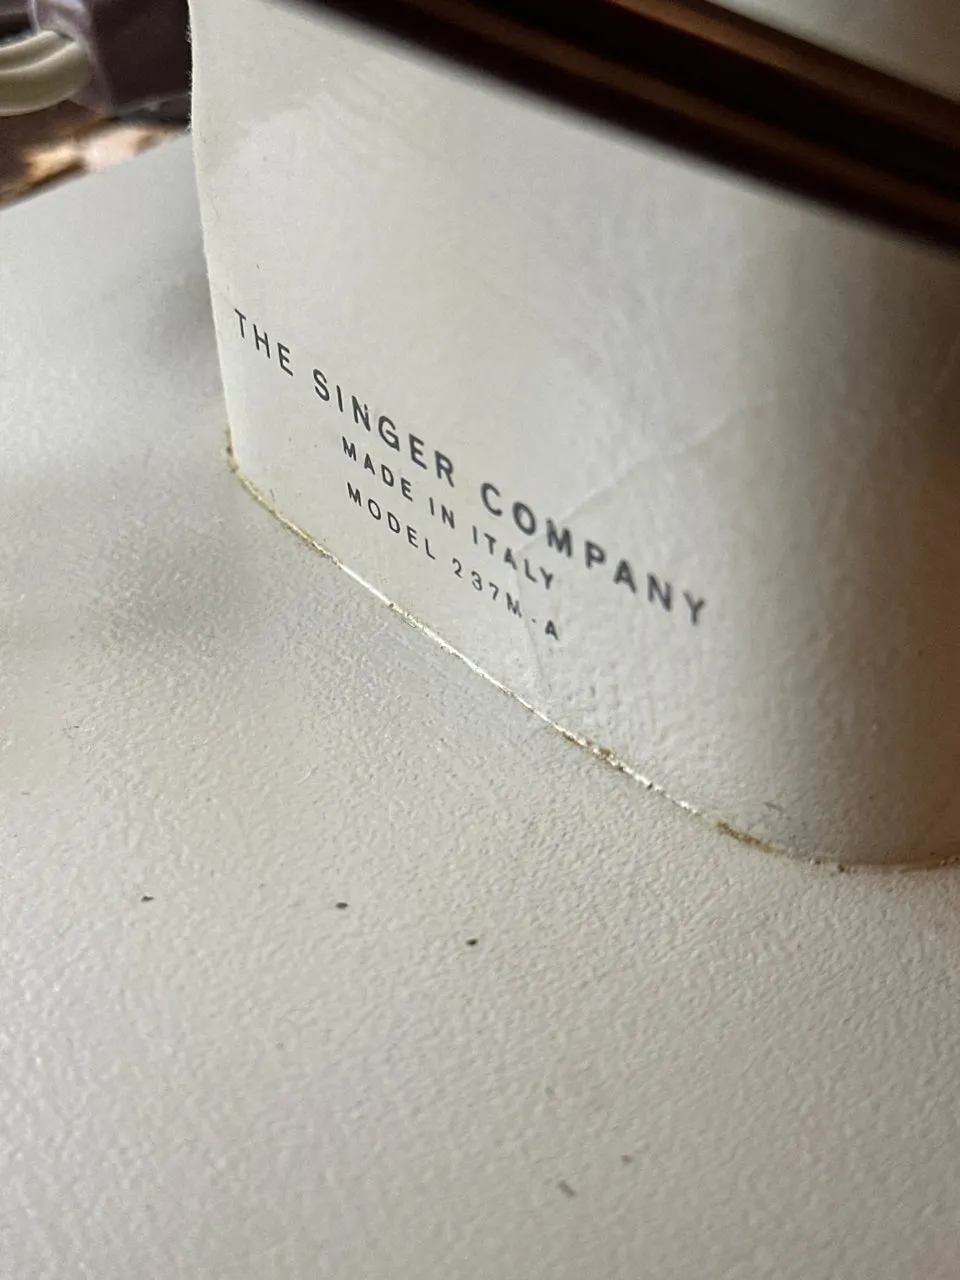 THE SINGER COMPANY
MADE IN ITALY
MODEL 237M-A